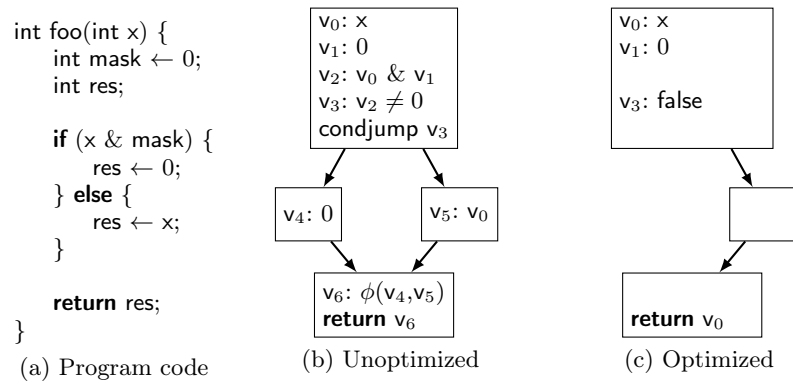 int foo(int x) {
int mask ← 0;
int res;
if (x & mask) {
res ← 0;
} else {
res ← x;
}
return res;
}
(a) Program code
v₀: x
v₁: 0
v₂: v₀ & v₁
v₃: v₂ ≠ 0
condjump v₃
v₄: 0
v₅: v₀
v₆: ϕ(v₄,v₅)
return v₆
(b) Unoptimized
v₀: x
v₁: 0
v₃: false
return v₀
(c) Optimized